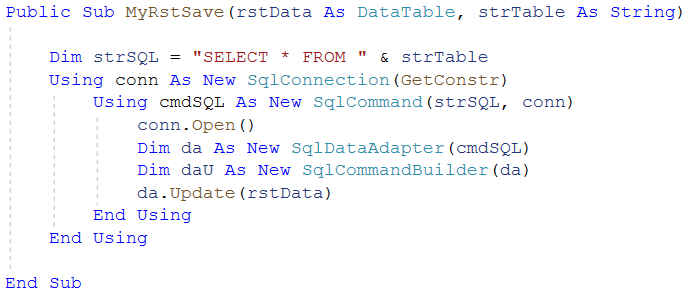 Public Sub MyRstSave(rstData As DataTable, strTable As String)
Dim strSQL = "SELECT * FROM " & strTable
Using conn As New SqlConnection(GetConstr)
Using cmdSQL As New SqlCommand(strSQL, conn)
conn.Open()
Dim da As New SqlDataAdapter(cmdSQL)
Dim daU As New SqlCommandBuilder(da)
da.Update(rstData)
End Using
End Using
End Sub